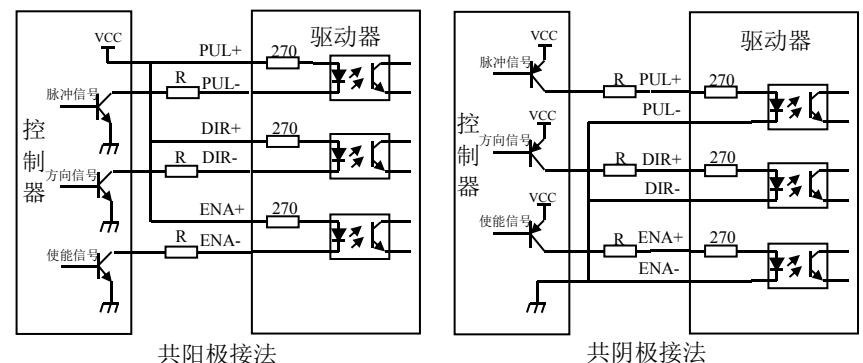 VCC
PUL+
270
驱动器
脉冲信号
R
PUL-
控制器
DIR+
270
方向信号
R
DIR-
ENA+
270
使能信号
R
ENA-
共阳极接法
VCC
驱动器
脉冲信号
R
PUL+
270
PUL-
控制器
VCC
方向信号
R
DIR+
270
DIR-
VCC
使能信号
R
ENA+
270
ENA-
共阴极接法